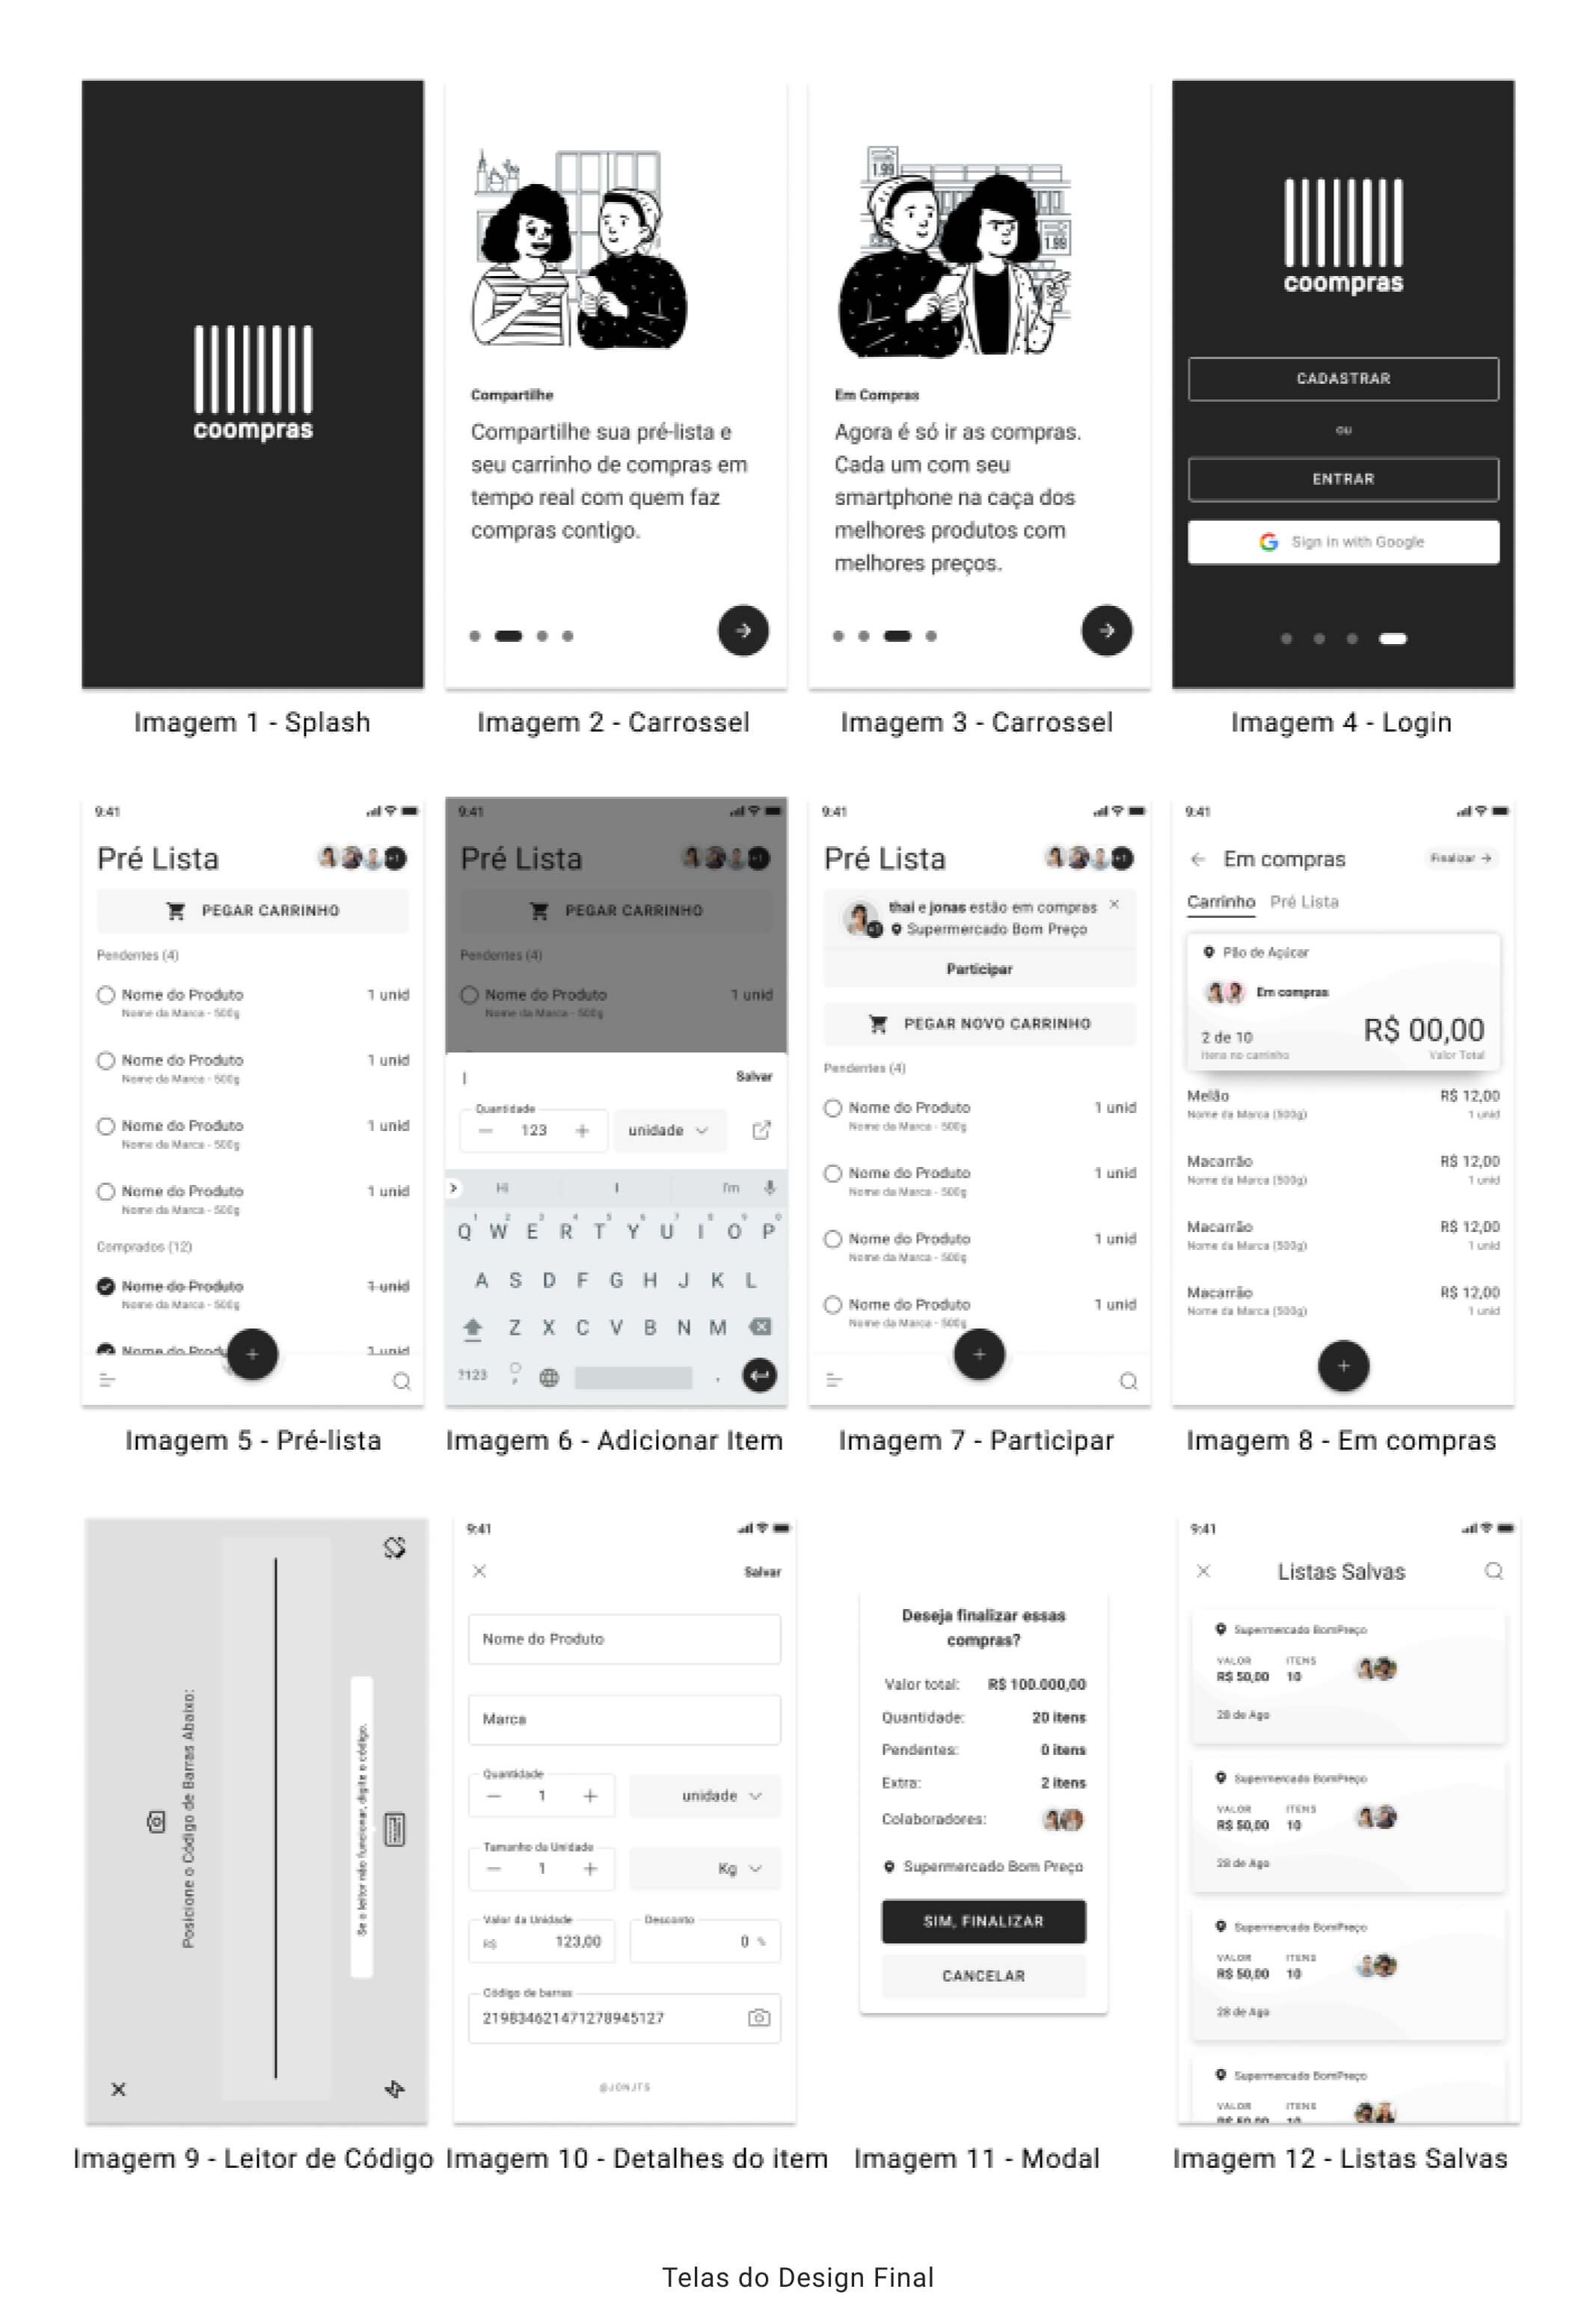 coompras
Imagem 1 - Splash
1.99
Compartilhe
Compartilhe sua pré-lista e
seu carrinho de compras em
tempo real com quem faz
compras contigo.
Imagem 2 - Carrossel
1.99
1.99
Em Compras
Agora é só ir as compras.
Cada um com seu
smartphone na caça dos
melhores produtos com
melhores preços.
Imagem 3 - Carrossel
coompras
CADASTRAR
ou
ENTRAR
Sign in with Google
Imagem 4 - Login
9:41
Pré Lista
+1
PEGAR CARRINHO
Pendentes (4)
Nome do Produto 1 unid
Nome da Marca - 500g
Nome do Produto 1 unid
Nome da Marca - 500g
Nome do Produto 1 unid
Nome da Marca - 500g
Nome do Produto 1 unid
Nome da Marca - 500g
Comprados (12)
Nome do Produto 1 unid
Nome da Marca - 500g
Nome do Produ 1 unid
+
Imagem 5 - Pré-lista
9:41
Pré Lista
+1
PEGAR CARRINHO
Pendentes (4)
Nome do Produto 1 unid
Nome da Marca - 500g
Salvar
Quantidade
− 123 + unidade
Hi I I'm
Q W E R T Y U I O P
A S D F G H J K L
Z X C V B N M
?123 , .
Imagem 6 - Adicionar Item
9:41
Pré Lista
+1
thai e jonas estão em compras ×
Supermercado Bom Preço
Participar
PEGAR NOVO CARRINHO
Pendentes (4)
Nome do Produto 1 unid
Nome da Marca - 500g
Nome do Produto 1 unid
Nome da Marca - 500g
Nome do Produto 1 unid
Nome da Marca - 500g
Nome do Produto 1 unid
Nome da Marca - 500g
+
Imagem 7 - Participar
9:41
← Em compras Finalizar →
Carrinho Pré Lista
Pão de Açúcar
Em compras
2 de 10 R$ 00,00
itens no carrinho Valor Total
Melão R$ 12,00
Nome da Marca (500g) 1 unid
Macarrão R$ 12,00
Nome da Marca (500g) 1 unid
Macarrão R$ 12,00
Nome da Marca (500g) 1 unid
Macarrão R$ 12,00
Nome da Marca (500g) 1 unid
+
Imagem 8 - Em compras
Posicione o Código de Barras Abaixo:
Se o leitor não funcionar, digite o código.
Imagem 9 - Leitor de Código
9:41
× Salvar
Nome do Produto
Marca
Quantidade
− 1 + unidade
Tamanho da Unidade
− 1 + Kg
Valor da Unidade Desconto
R$ 123,00 0 %
Código de barras
219834621471278945127
@JONJTS
Imagem 10 - Detalhes do item
Deseja finalizar essas
compras?
Valor total: R$ 100.000,00
Quantidade: 20 itens
Pendentes: 0 itens
Extra: 2 itens
Colaboradores:
Supermercado Bom Preço
SIM, FINALIZAR
CANCELAR
Imagem 11 - Modal
9:41
× Listas Salvas
Supermercado BomPreço
VALOR ITENS
R$ 50,00 10
28 de Ago
Supermercado BomPreço
VALOR ITENS
R$ 50,00 10
28 de Ago
Supermercado BomPreço
VALOR ITENS
R$ 50,00 10
28 de Ago
Supermercado BomPreço
VALOR ITENS
R$ 50,00 10
Imagem 12 - Listas Salvas
Telas do Design Final